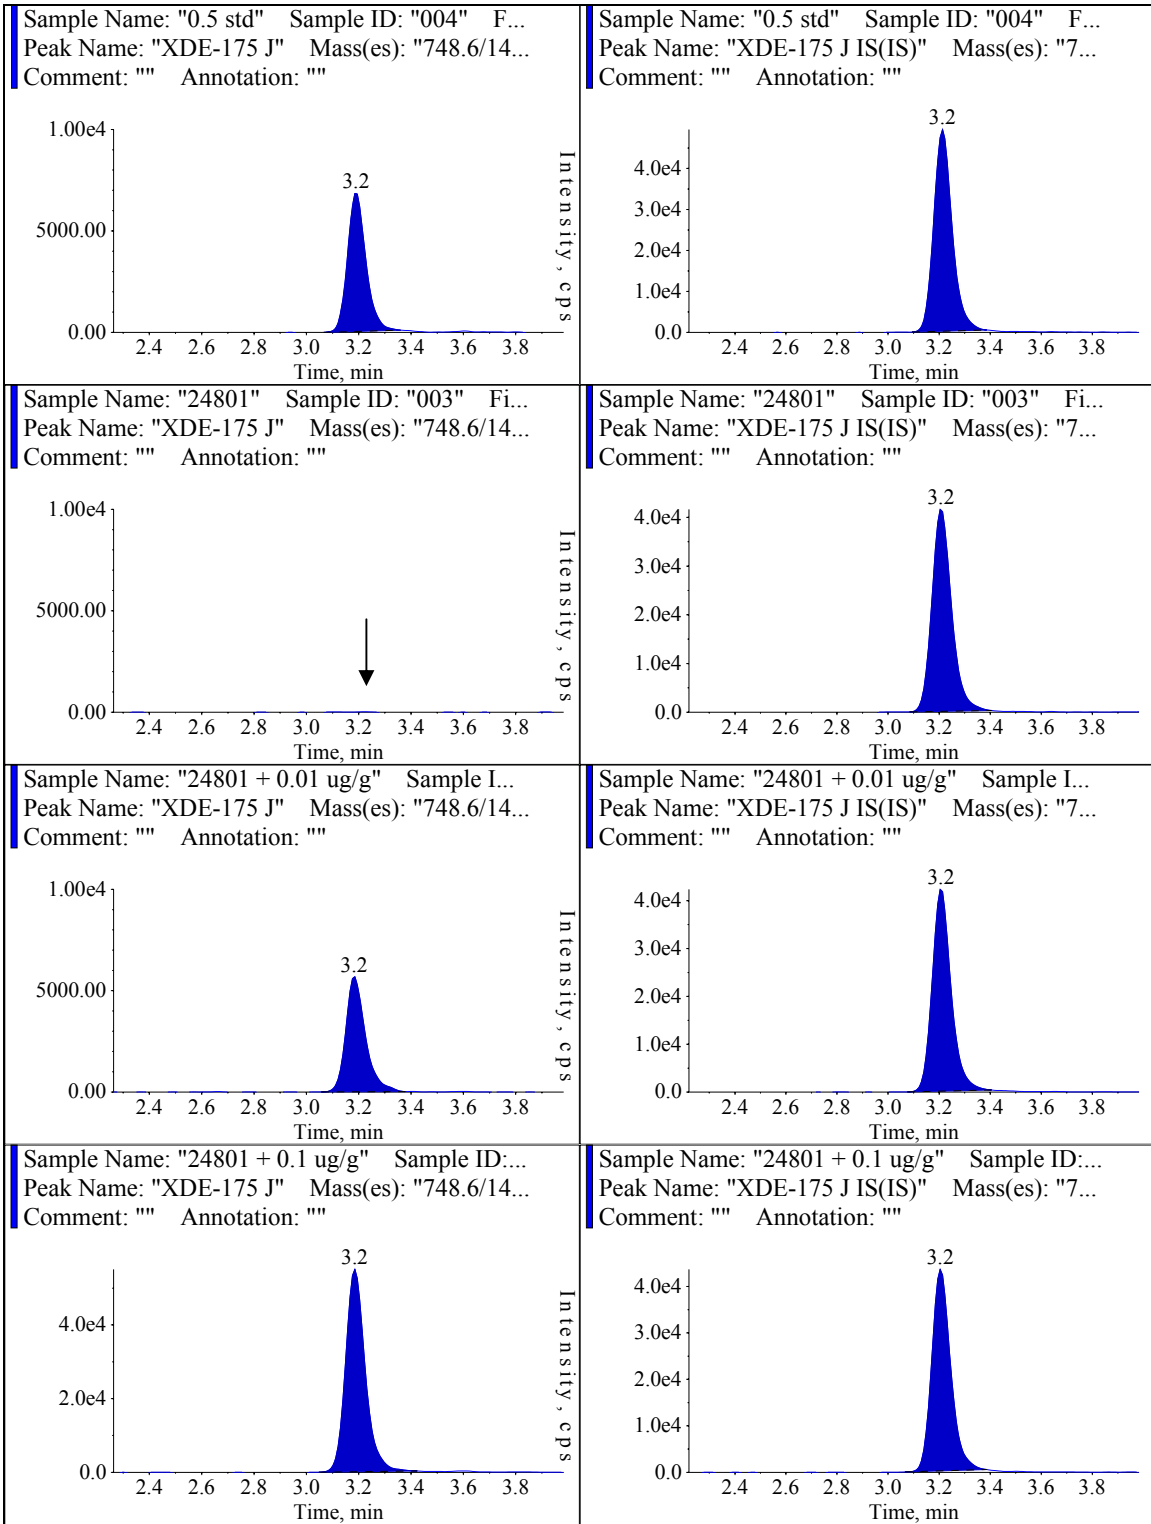 Sample Name: "0.5 std" Sample ID: "004" F...
Peak Name: "XDE-175 J" Mass(es): "748.6/14...
Comment: "" Annotation: ""
3.2
1.00e4
5000.00
0.00
2.4 2.6 2.8 3.0 3.2 3.4 3.6 3.8
Time, min
Intensity, cps
Sample Name: "0.5 std" Sample ID: "004" F...
Peak Name: "XDE-175 J IS(IS)" Mass(es): "7...
Comment: "" Annotation: ""
3.2
4.0e4
3.0e4
2.0e4
1.0e4
0.0
2.4 2.6 2.8 3.0 3.2 3.4 3.6 3.8
Time, min
Sample Name: "24801" Sample ID: "003" Fi...
Peak Name: "XDE-175 J" Mass(es): "748.6/14...
Comment: "" Annotation: ""
1.00e4
5000.00
0.00
2.4 2.6 2.8 3.0 3.2 3.4 3.6 3.8
Time, min
Intensity, cps
Sample Name: "24801" Sample ID: "003" Fi...
Peak Name: "XDE-175 J IS(IS)" Mass(es): "7...
Comment: "" Annotation: ""
3.2
4.0e4
3.0e4
2.0e4
1.0e4
0.0
2.4 2.6 2.8 3.0 3.2 3.4 3.6 3.8
Time, min
Sample Name: "24801 + 0.01 ug/g" Sample I...
Peak Name: "XDE-175 J" Mass(es): "748.6/14...
Comment: "" Annotation: ""
1.00e4
3.2
5000.00
0.00
2.4 2.6 2.8 3.0 3.2 3.4 3.6 3.8
Time, min
Intensity, cps
Sample Name: "24801 + 0.01 ug/g" Sample I...
Peak Name: "XDE-175 J IS(IS)" Mass(es): "7...
Comment: "" Annotation: ""
3.2
4.0e4
3.0e4
2.0e4
1.0e4
0.0
2.4 2.6 2.8 3.0 3.2 3.4 3.6 3.8
Time, min
Sample Name: "24801 + 0.1 ug/g" Sample ID:...
Peak Name: "XDE-175 J" Mass(es): "748.6/14...
Comment: "" Annotation: ""
3.2
4.0e4
2.0e4
0.0
2.4 2.6 2.8 3.0 3.2 3.4 3.6 3.8
Time, min
Intensity, cps
Sample Name: "24801 + 0.1 ug/g" Sample ID:...
Peak Name: "XDE-175 J IS(IS)" Mass(es): "7...
Comment: "" Annotation: ""
3.2
4.0e4
3.0e4
2.0e4
1.0e4
0.0
2.4 2.6 2.8 3.0 3.2 3.4 3.6 3.8
Time, min